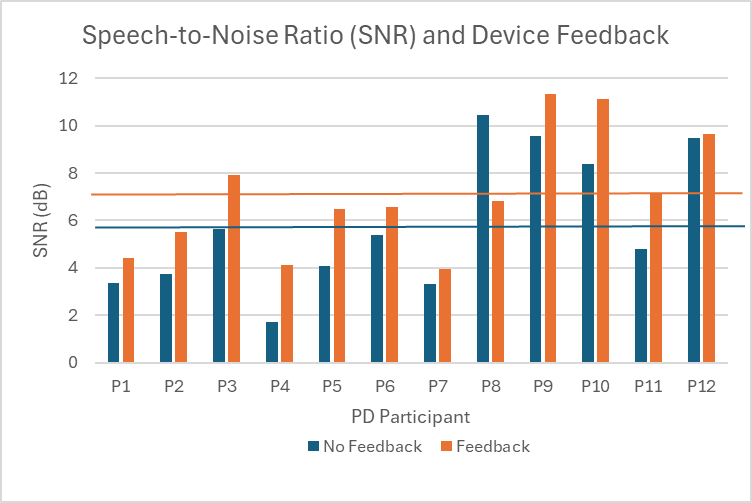 Speech-to-Noise Ratio (SNR) and Device Feedback
12
10
8
6
4
2
0
SNR (dB)
P1 P2 P3 P4 P5 P6 P7 P8 P9 P10 P11 P12
PD Participant
No Feedback Feedback